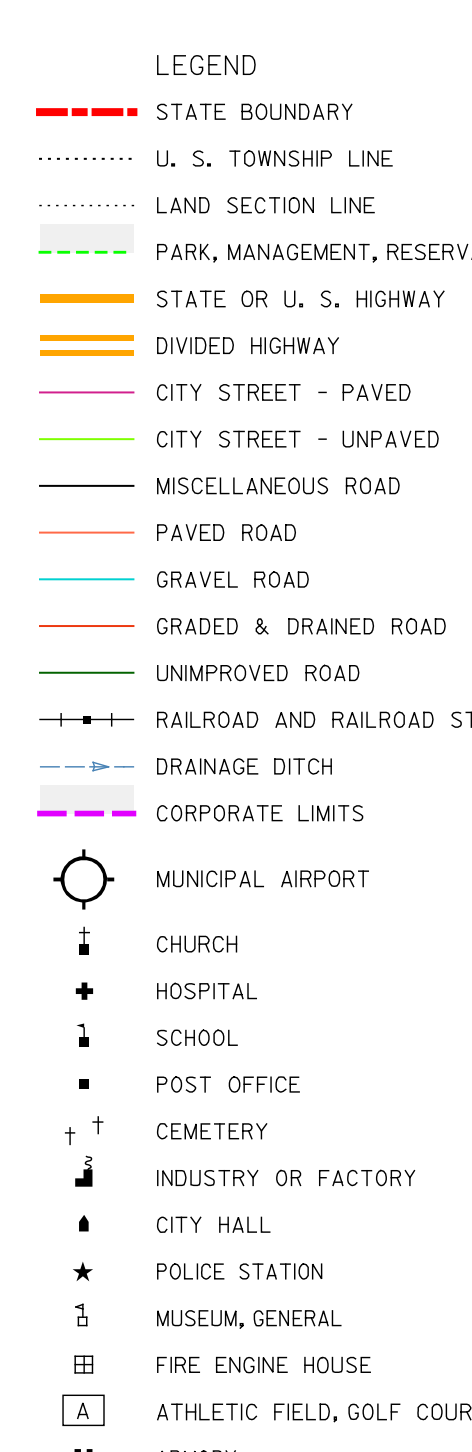 LEGEND
STATE BOUNDARY
U. S. TOWNSHIP LINE
LAND SECTION LINE
PARK, MANAGEMENT, RESERVA
STATE OR U. S. HIGHWAY
DIVIDED HIGHWAY
CITY STREET - PAVED
CITY STREET - UNPAVED
MISCELLANEOUS ROAD
PAVED ROAD
GRAVEL ROAD
GRADED & DRAINED ROAD
UNIMPROVED ROAD
RAILROAD AND RAILROAD ST
DRAINAGE DITCH
CORPORATE LIMITS
MUNICIPAL AIRPORT
CHURCH
HOSPITAL
SCHOOL
POST OFFICE
CEMETERY
INDUSTRY OR FACTORY
CITY HALL
POLICE STATION
MUSEUM, GENERAL
FIRE ENGINE HOUSE
A ATHLETIC FIELD, GOLF COUR